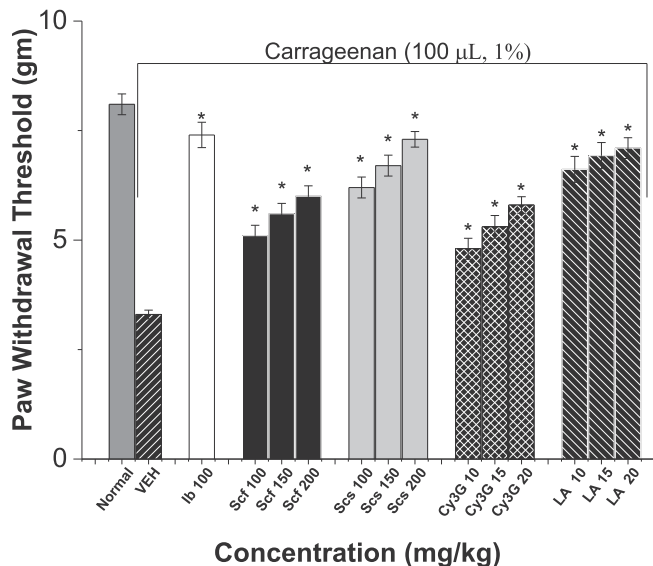 Paw Withdrawal Threshold (gm)
10
5
0
Carrageenan (100 μL, 1%)
*
*
*
*
*
*
*
*
*
*
*
*
*
Normal
VEH
Ib 100
Scf 100
Scf 150
Scf 200
Scs 100
Scs 150
Scs 200
Cy3G 10
Cy3G 15
Cy3G 20
LA 10
LA 15
LA 20
Concentration (mg/kg)